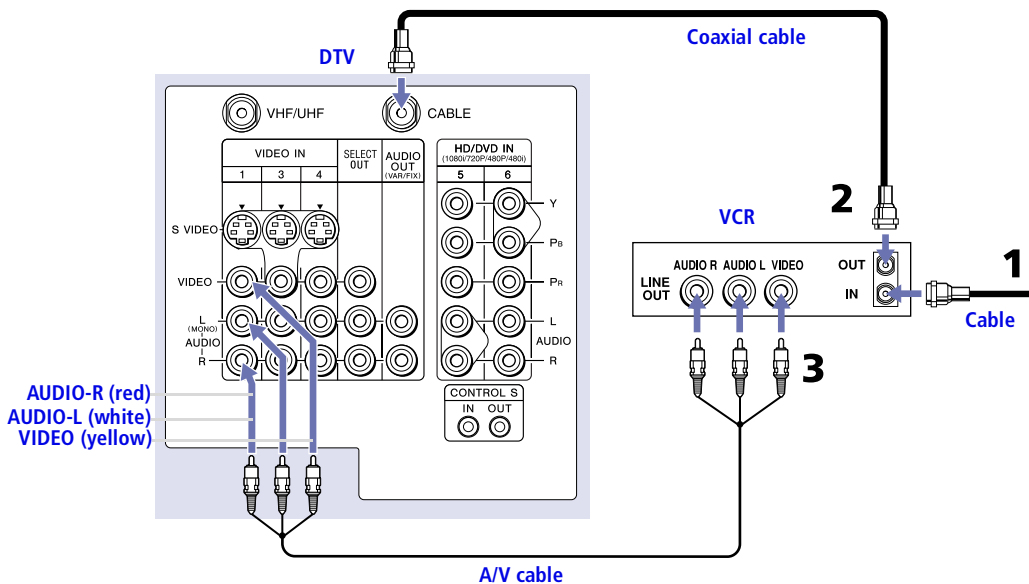 Coaxial cable
DTV
VHF/UHF
CABLE
VIDEO IN
1 3 4
SELECT
OUT
AUDIO
OUT
(VAR/FIX)
HD/DVD IN
(1080i/720P/480P/480i)
5 6
S VIDEO
VIDEO
L
(MONO)
AUDIO
R
Y
PB
PR
L
AUDIO
R
CONTROL S
IN OUT
VCR
2
1
AUDIO R AUDIO L VIDEO
LINE
OUT
OUT
IN
Cable
3
AUDIO-R (red)
AUDIO-L (white)
VIDEO (yellow)
A/V cable